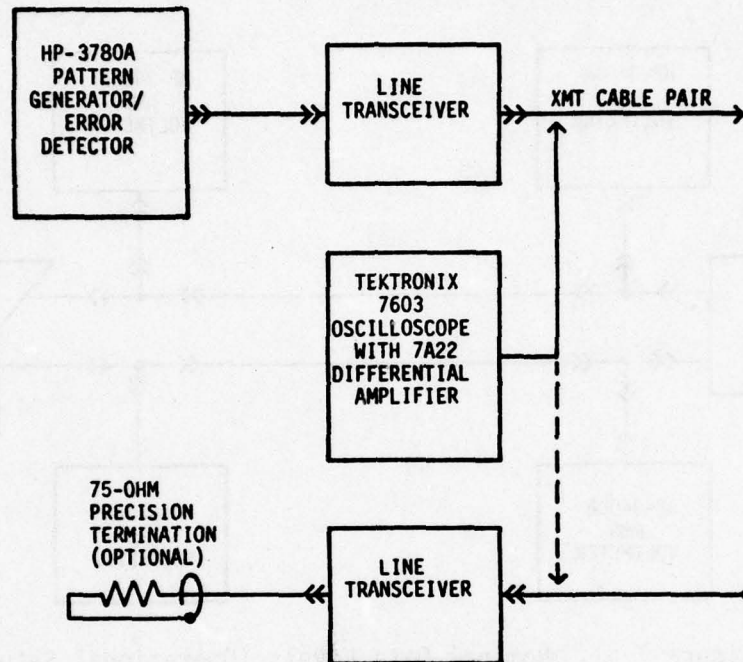 HP-3780A
PATTERN
GENERATOR/
ERROR
DETECTOR
LINE
TRANSCEIVER
XMT CABLE PAIR
TEKTRONIX
7603
OSCILLOSCOPE
WITH 7A22
DIFFERENTIAL
AMPLIFIER
75-OHM
PRECISION
TERMINATION
(OPTIONAL)
LINE
TRANSCEIVER